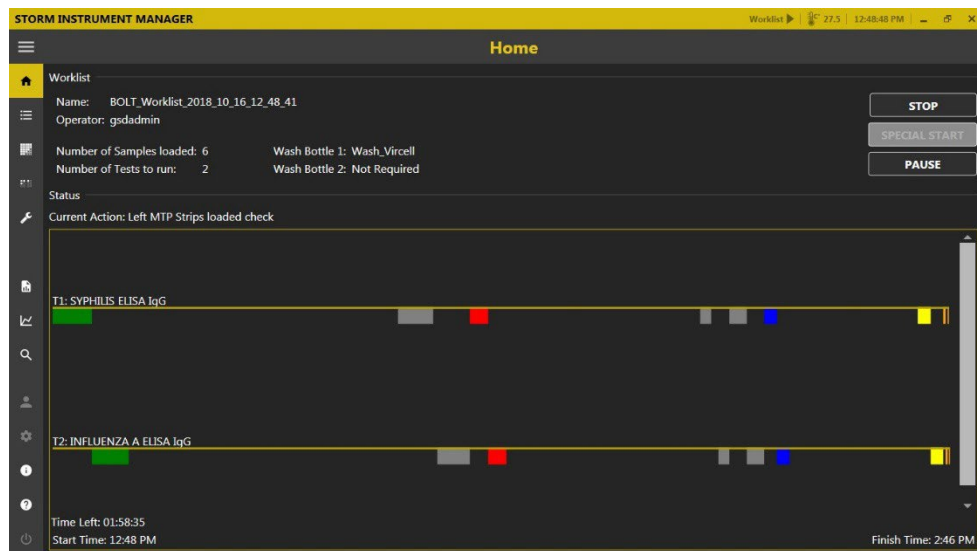 STORM INSTRUMENT MANAGER
Worklist 27.5 12:48:48 PM
Home
Worklist
Name: BOLT_Worklist_2018_10_16_12_48_41
Operator: gsdadmin
Number of Samples loaded: 6 Wash Bottle 1: Wash_Vircell
Number of Tests to run: 2 Wash Bottle 2: Not Required
STOP
SPECIAL START
PAUSE
Status
Current Action: Left MTP Strips loaded check
T1: SYPHILIS ELISA IgG
T2: INFLUENZA A ELISA IgG
Time Left: 01:58:35
Start Time: 12:48 PM Finish Time: 2:46 PM